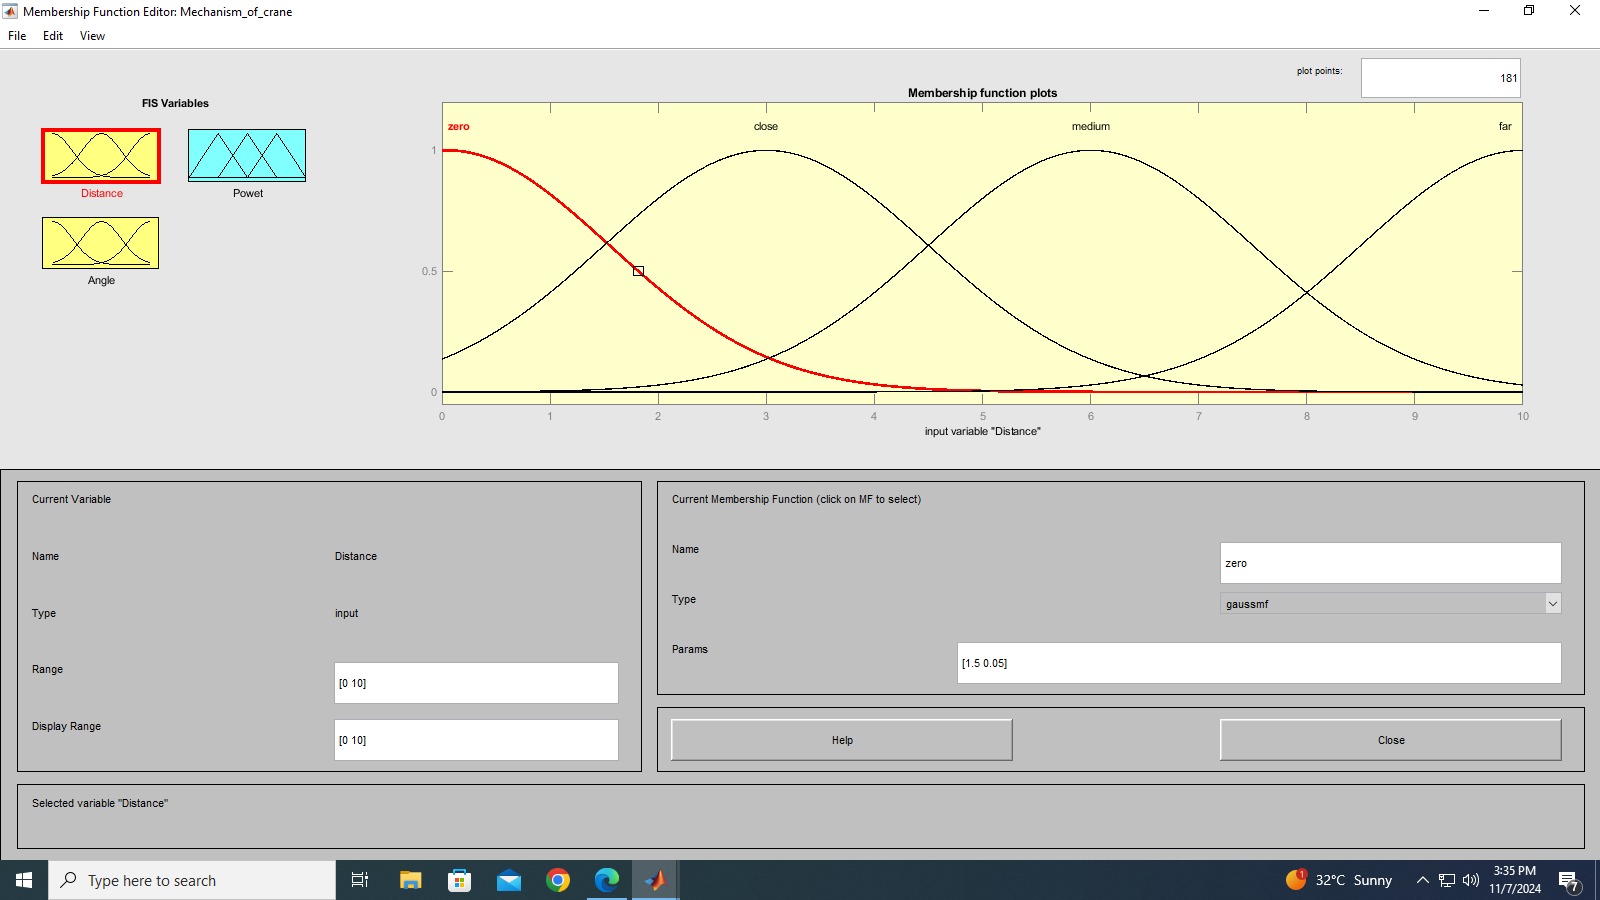 Membership Function Editor: Mechanism_of_crane
File Edit View
plot points:
181
FIS Variables
Membership function plots
Distance
Powet
Angle
zero
close
medium
far
1
0.5
0
0 1 2 3 4 5 6 7 8 9 10
input variable "Distance"
Current Variable
Name Distance
Type input
Range [0 10]
Display Range [0 10]
Current Membership Function (click on MF to select)
Name zero
Type gaussmf
Params [1.5 0.05]
Help Close
Selected variable "Distance"
Type here to search
1
32°C Sunny
3:35 PM
11/7/2024
7